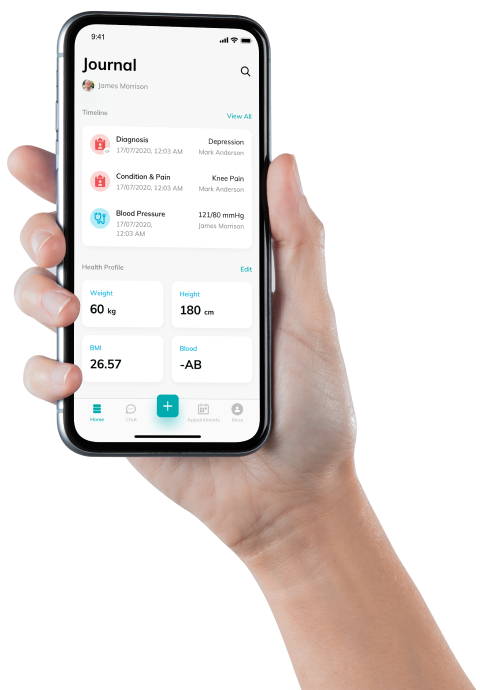 9:41
Journal
James Morrison
Timeline
View All
Diagnosis
Depression
17/07/2020, 12:03 AM
Mark Anderson
Condition & Pain
Knee Pain
17/07/2020, 12:03 AM
Mark Anderson
Blood Pressure
121/80 mmHg
17/07/2020,
James Morrison
12:03 AM
Health Profile
Edit
Weight
Height
60 kg
180 cm
BMI
Blood
26.57
-AB
Home
Chat
Appointments
More